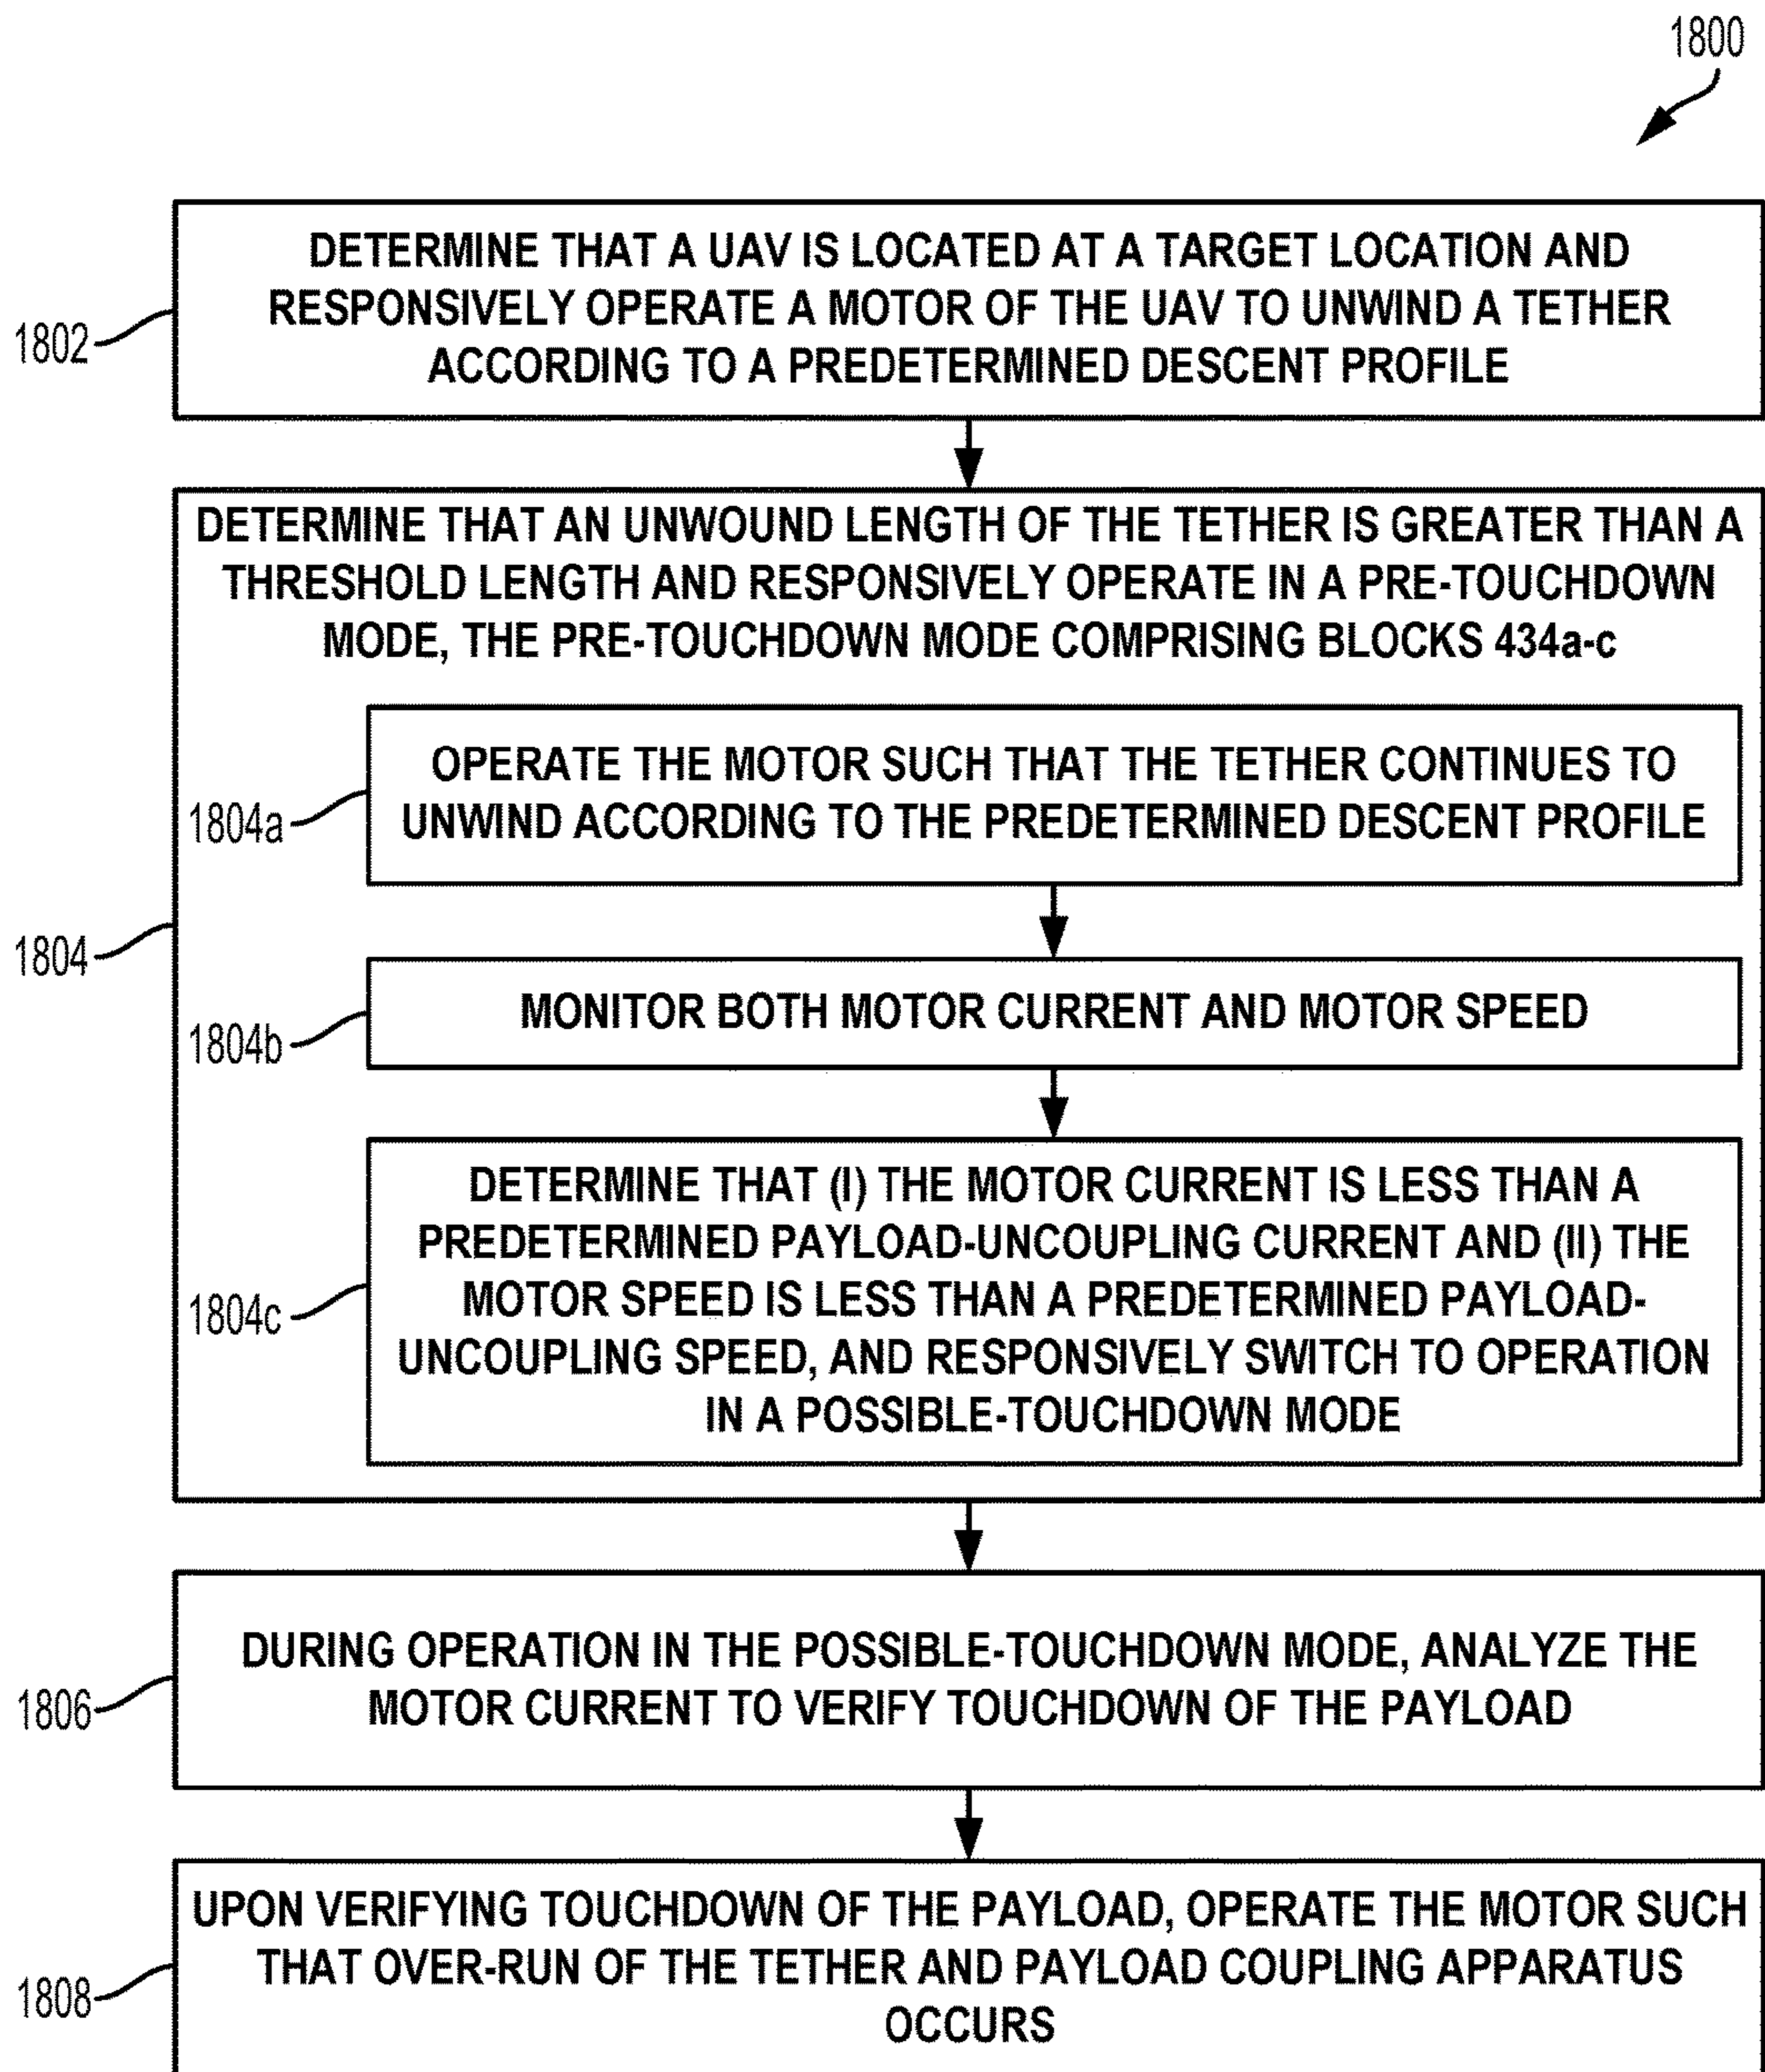 1800
DETERMINE THAT A UAV IS LOCATED AT A TARGET LOCATION AND
RESPONSIVELY OPERATE A MOTOR OF THE UAV TO UNWIND A TETHER
ACCORDING TO A PREDETERMINED DESCENT PROFILE
1802
DETERMINE THAT AN UNWOUND LENGTH OF THE TETHER IS GREATER THAN A
THRESHOLD LENGTH AND RESPONSIVELY OPERATE IN A PRE-TOUCHDOWN
MODE, THE PRE-TOUCHDOWN MODE COMPRISING BLOCKS 434a-c
OPERATE THE MOTOR SUCH THAT THE TETHER CONTINUES TO
UNWIND ACCORDING TO THE PREDETERMINED DESCENT PROFILE
1804a
1804
MONITOR BOTH MOTOR CURRENT AND MOTOR SPEED
1804b
DETERMINE THAT (I) THE MOTOR CURRENT IS LESS THAN A
PREDETERMINED PAYLOAD-UNCOUPLING CURRENT AND (II) THE
MOTOR SPEED IS LESS THAN A PREDETERMINED PAYLOAD-
UNCOUPLING SPEED, AND RESPONSIVELY SWITCH TO OPERATION
IN A POSSIBLE-TOUCHDOWN MODE
1804c
DURING OPERATION IN THE POSSIBLE-TOUCHDOWN MODE, ANALYZE THE
MOTOR CURRENT TO VERIFY TOUCHDOWN OF THE PAYLOAD
1806
UPON VERIFYING TOUCHDOWN OF THE PAYLOAD, OPERATE THE MOTOR SUCH
THAT OVER-RUN OF THE TETHER AND PAYLOAD COUPLING APPARATUS
OCCURS
1808